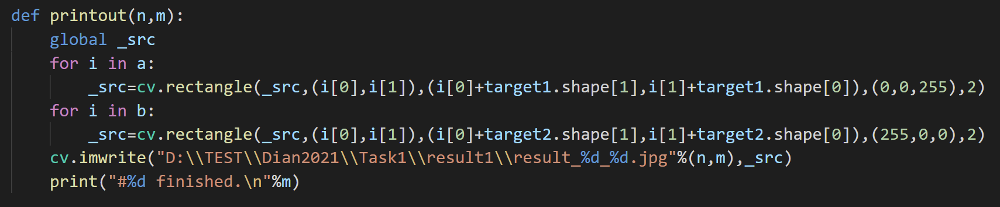 def printout(n,m):
    global _src
    for i in a:
        _src=cv.rectangle(_src,(i[0],i[1]),(i[0]+target1.shape[1],i[1]+target1.shape[0]),(0,0,255),2)
    for i in b:
        _src=cv.rectangle(_src,(i[0],i[1]),(i[0]+target2.shape[1],i[1]+target2.shape[0]),(255,0,0),2)
    cv.imwrite("D:\\TEST\\Dian2021\\Task1\\result1\\result_%d_%d.jpg"%(n,m),_src)
    print("#%d finished.\n"%m)